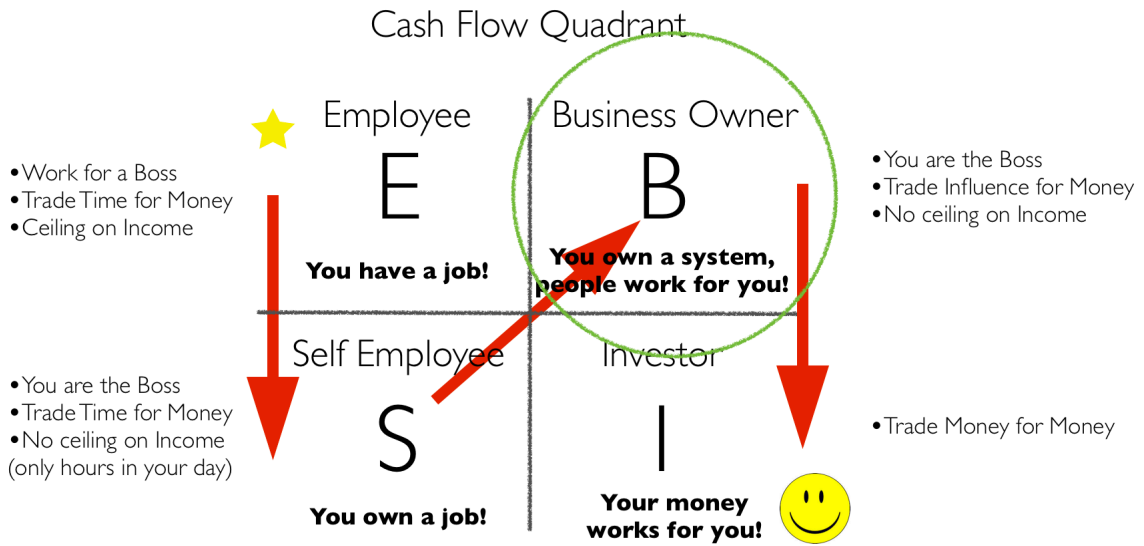 Cash Flow Quadrant
Employee
E
You have a job!
•Work for a Boss
•Trade Time for Money
•Ceiling on Income
Business Owner
B
You own a system,
people work for you!
•You are the Boss
•Trade Influence for Money
•No ceiling on Income
Self Employee
S
You own a job!
•You are the Boss
•Trade Time for Money
•No ceiling on Income
(only hours in your day)
Investor
I
Your money
works for you!
•Trade Money for Money